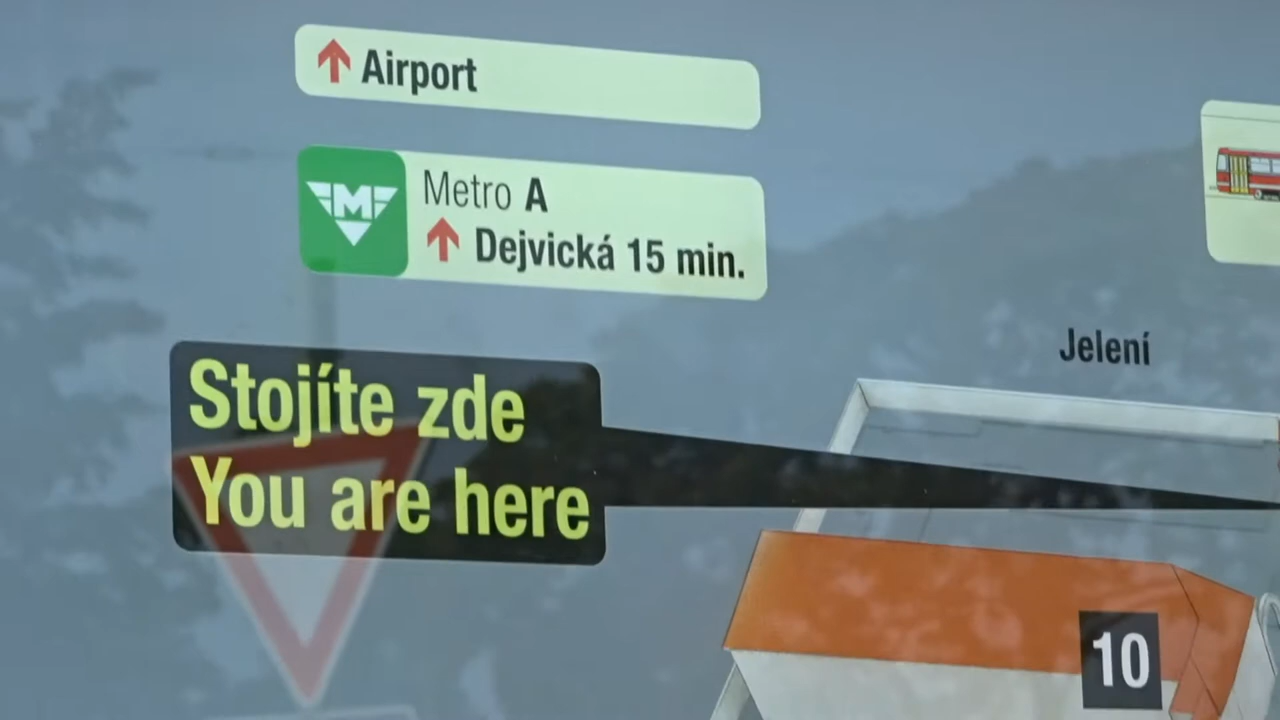 Airport
M
Metro A
Dejvická 15 min.
Stojíte zde
You are here
Jelení
10